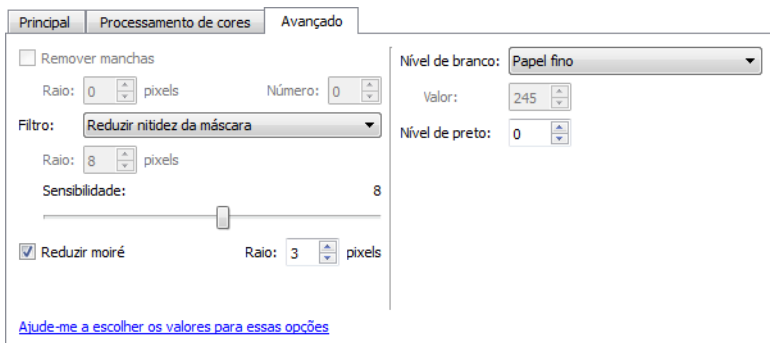 Principal Processamento de cores Avançado
Remover manchas
Raio: 0 pixels Número: 0
Filtro: Reduzir nitidez da máscara
Raio: 8 pixels
Sensibilidade: 8
Reduzir moiré Raio: 3 pixels
Ajude-me a escolher os valores para essas opções
Nível de branco: Papel fino
Valor: 245
Nível de preto: 0